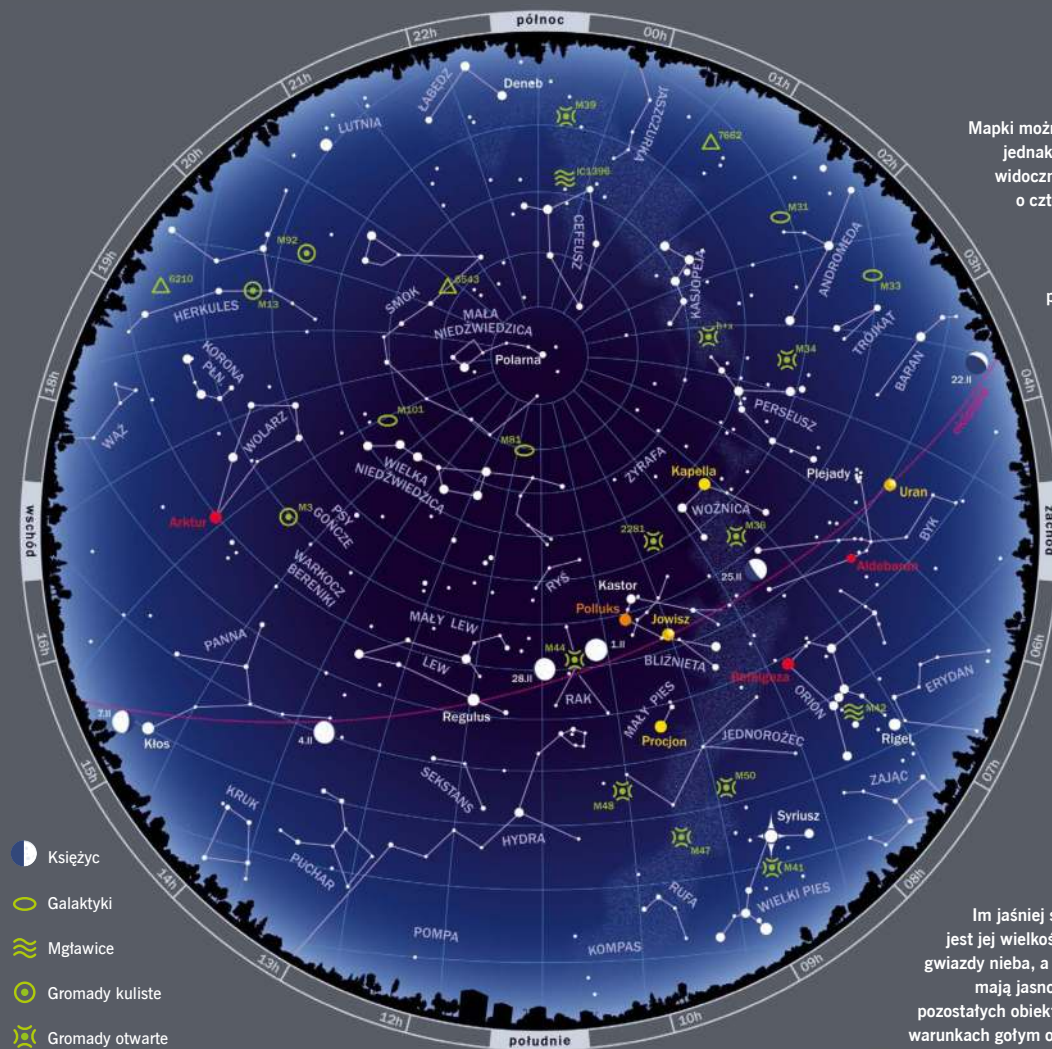 północ
22h
00h
21h
01h
20h
02h
19h
03h
18h
04h
wschód
zachód
16h
06h
15h
07h
14h
08h
13h
09h
12h
10h
południe
Deneb
ŁABĘDŹ
LUTNIA
M39
JASZCZURKA
7662
IC1396
CEFEUSZ
M31
ANDROMEDA
M33
M92
6210
M13
HERKULES
SMOK
6543
MAŁA
NIEDŹWIEDZICA
Polarna
KASJOPEJA
h+χ
M34
TRÓJKĄT
BARAN
22.II
ekliptyka
KORONA
PŁN.
WĄŻ
WOLARZ
M101
M81
WIELKA
NIEDŹWIEDZICA
PERSEUSZ
ŻYRAFA
Kapella
Plejady
Uran
WOŹNICA
BYK
Arktur
M3
PSY
GOŃCZE
WARKOCZ
BERENIKI
2281
M36
25.II
Aldebaran
RYŚ
Kastor
Polluks
Jowisz
MAŁY LEW
PANNA
LEW
M44
1.II
28.II
BLIŹNIĘTA
Betelgeza
ORION
ERYDAN
RAK
MAŁY PIES
M42
Rigel
7.II
Kłos
4.II
Regulus
Procjon
JEDNOROŻEC
SEKSTANS
M48
M50
ZAJĄC
KRUK
HYDRA
Syriusz
M47
M41
PUCHAR
RUFA
WIELKI PIES
POMPA
KOMPAS
Księżyc
Galaktyki
Mgławice
Gromady kuliste
Gromady otwarte
Mapki możn
jednak
widoczn
o czt
p
Im jaśniej s
jest jej wielkoś
gwiazdy nieba, a
mają jasno
pozostałych obiekt
warunkach gołym o